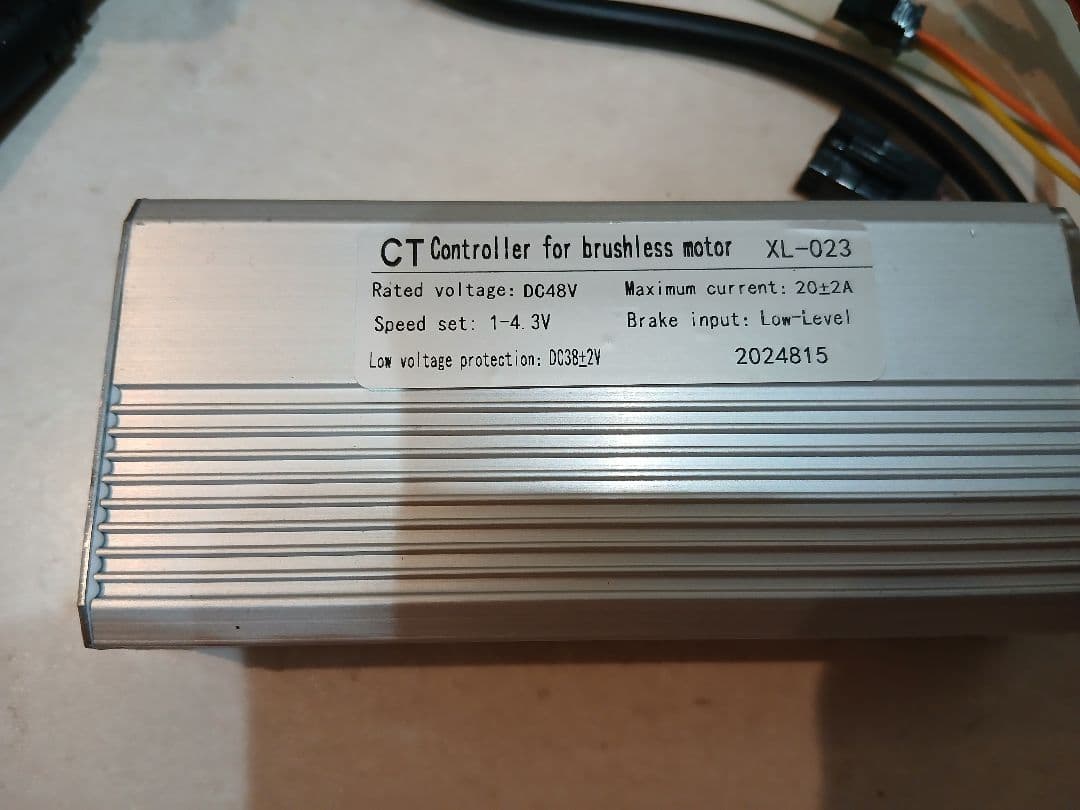 CT Controller for brushless motor XL-023
Rated voltage: DC48V Maximum current: 20±2A
Speed set: 1-4.3V Brake input: Low-Level
Low voltage protection: DC38±2V 2024815